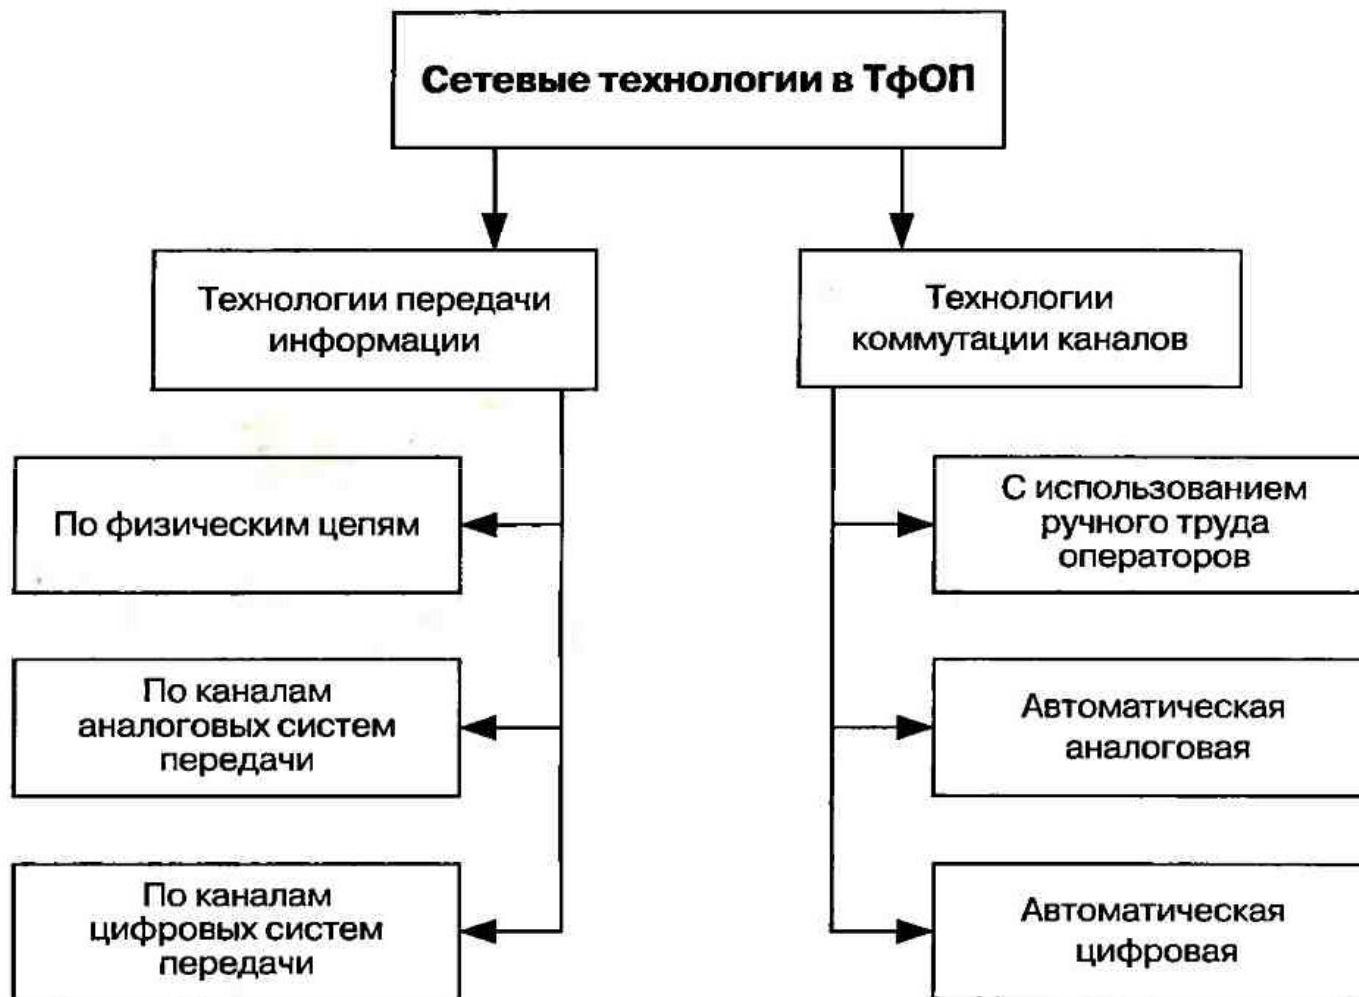 Сетевые технологии в ТфОП
Технологии передачи
информации
Технологии
коммутации каналов
По физическим цепям
С использованием
ручного труда
операторов
По каналам
аналоговых систем
передачи
Автоматическая
аналоговая
По каналам
цифровых систем
передачи
Автоматическая
цифровая